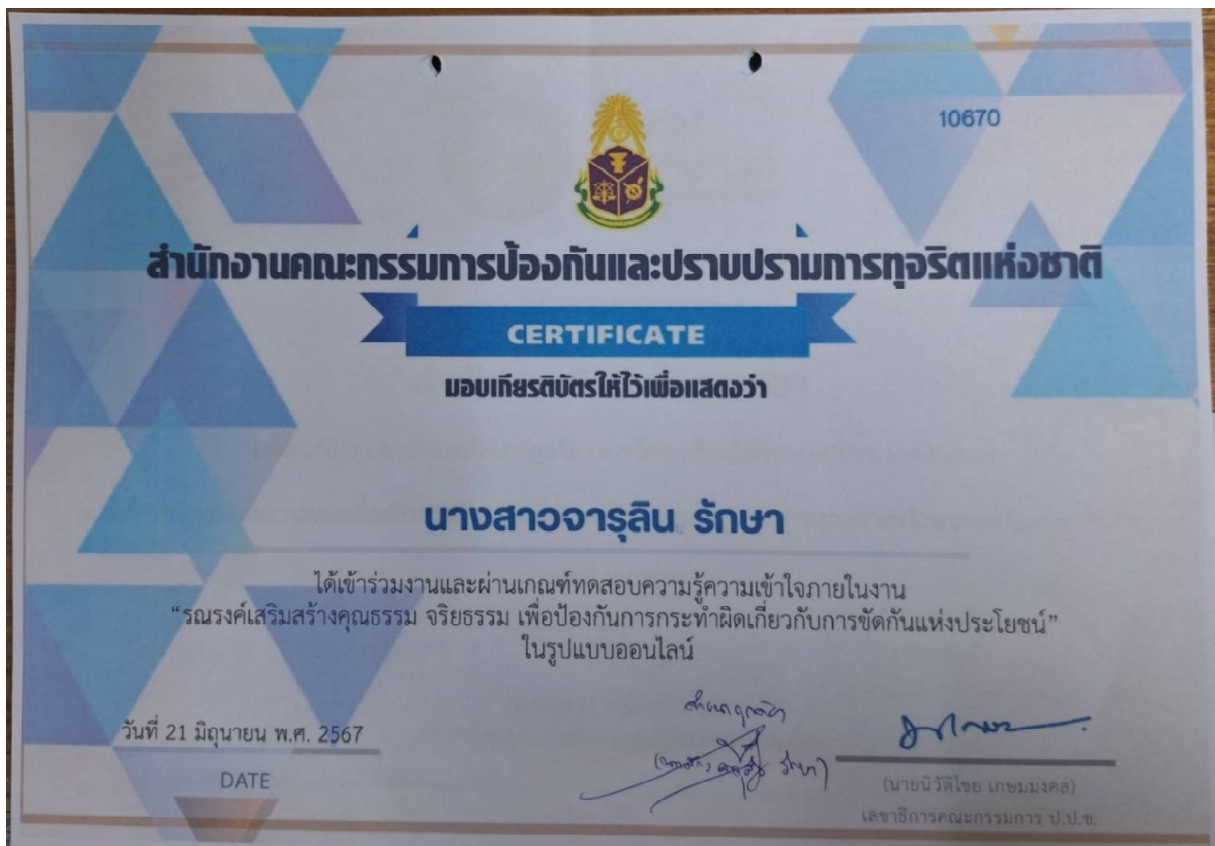 10670
สำนักงานคณะกรรมการป้องกันและปราบปรามการทุจริตแห่งชาติ
CERTIFICATE
มอบเกียรติบัตรให้ไว้เพื่อแสดงว่า
นางสาวจารุลิน รักษา
ได้เข้าร่วมงานและผ่านเกณฑ์ทดสอบความรู้ความเข้าใจภายในงาน
“รณรงค์เสริมสร้างคุณธรรม จริยธรรม เพื่อป้องกันการกระทำผิดเกี่ยวกับการขัดกันแห่งประโยชน์”
ในรูปแบบออนไลน์
สำเนาถูกต้อง
วันที่ 21 มิถุนายน พ.ศ. 2567
รักษา)
DATE
(นายนิวัติไชย เกษมมงคล)
เลขาธิการคณะกรรมการ ป.ป.ช.